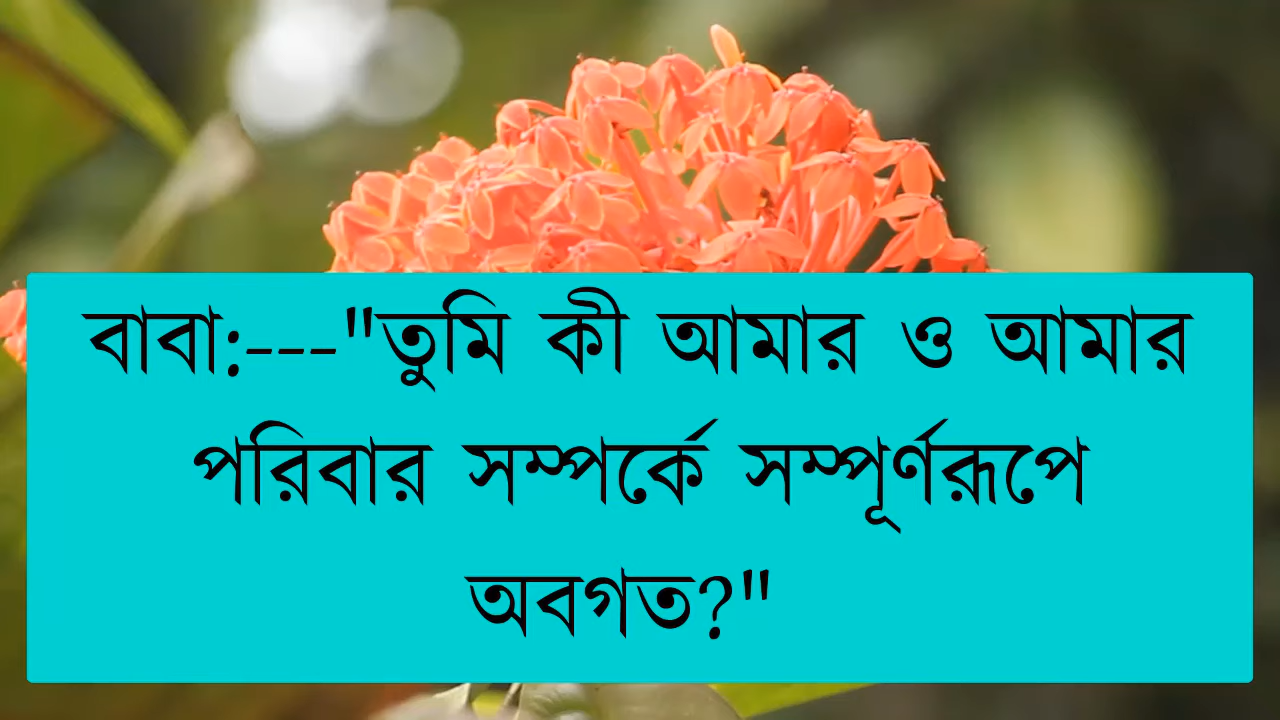 বাবা:---"তুমি কী আমার ও আমার
পরিবার সম্পর্কে সম্পূর্ণরূপে
অবগত?"